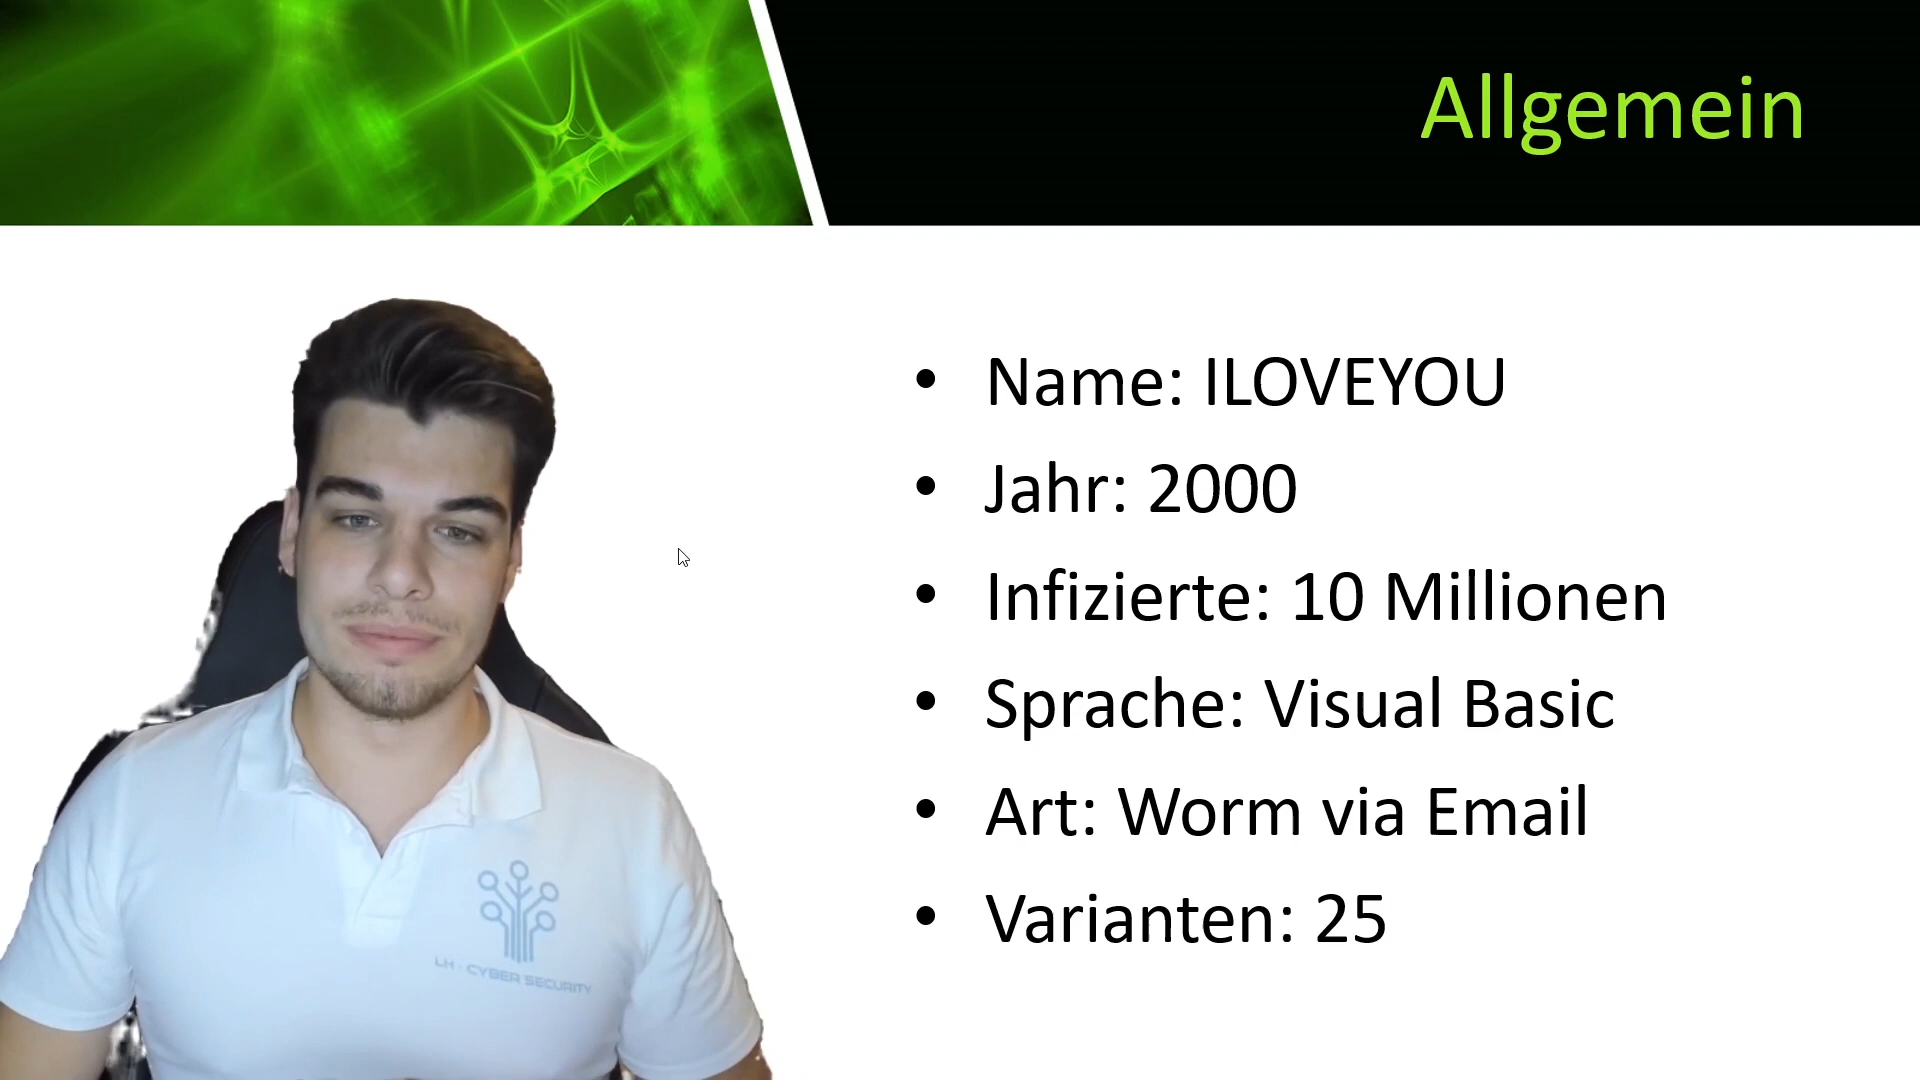 Allgemein
• Name: ILOVEYOU
• Jahr: 2000
• Infizierte: 10 Millionen
• Sprache: Visual Basic
• Art: Worm via Email
• Varianten: 25
LH - CYBER SECURITY